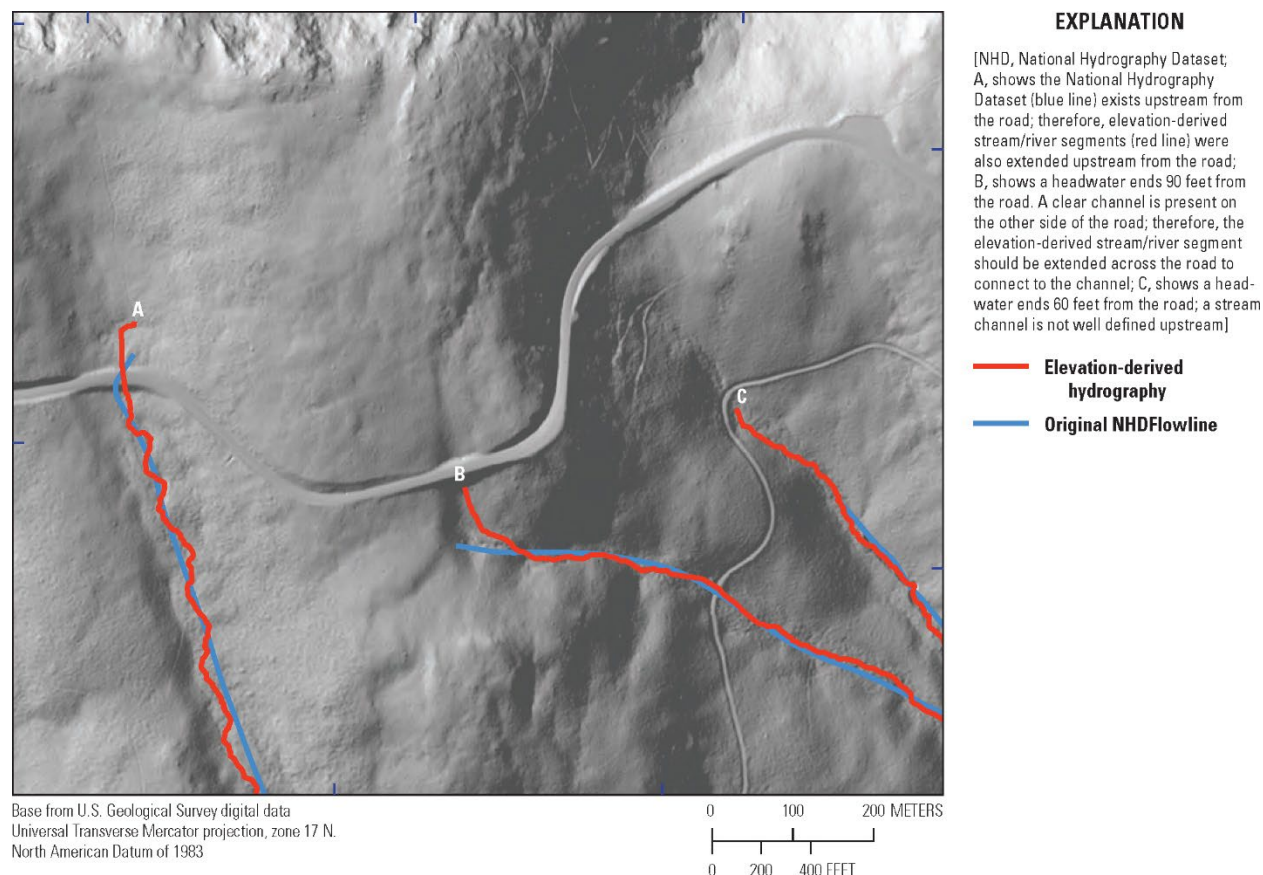 EXPLANATION
[NHD, National Hydrography Dataset;
A, shows the National Hydrography
Dataset (blue line) exists upstream from
the road; therefore, elevation-derived
stream/river segments (red line) were
also extended upstream from the road;
B, shows a headwater ends 90 feet from
the road. A clear channel is present on
the other side of the road; therefore, the
elevation-derived stream/river segment
should be extended across the road to
connect to the channel; C, shows a head-
water ends 60 feet from the road; a stream
channel is not well defined upstream]
Elevation-derived
hydrography
Original NHDFlowline
A
B
C
Base from U.S. Geological Survey digital data
Universal Transverse Mercator projection, zone 17 N.
North American Datum of 1983
0 100 200 METERS
0 200 400 FEET